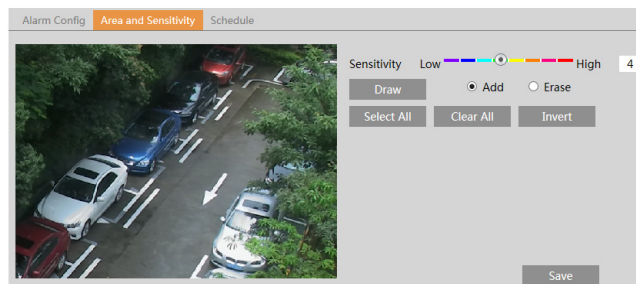 Alarm Config Area and Sensitivity Schedule
Sensitivity Low High 4
Draw Add Erase
Select All Clear All Invert
Save